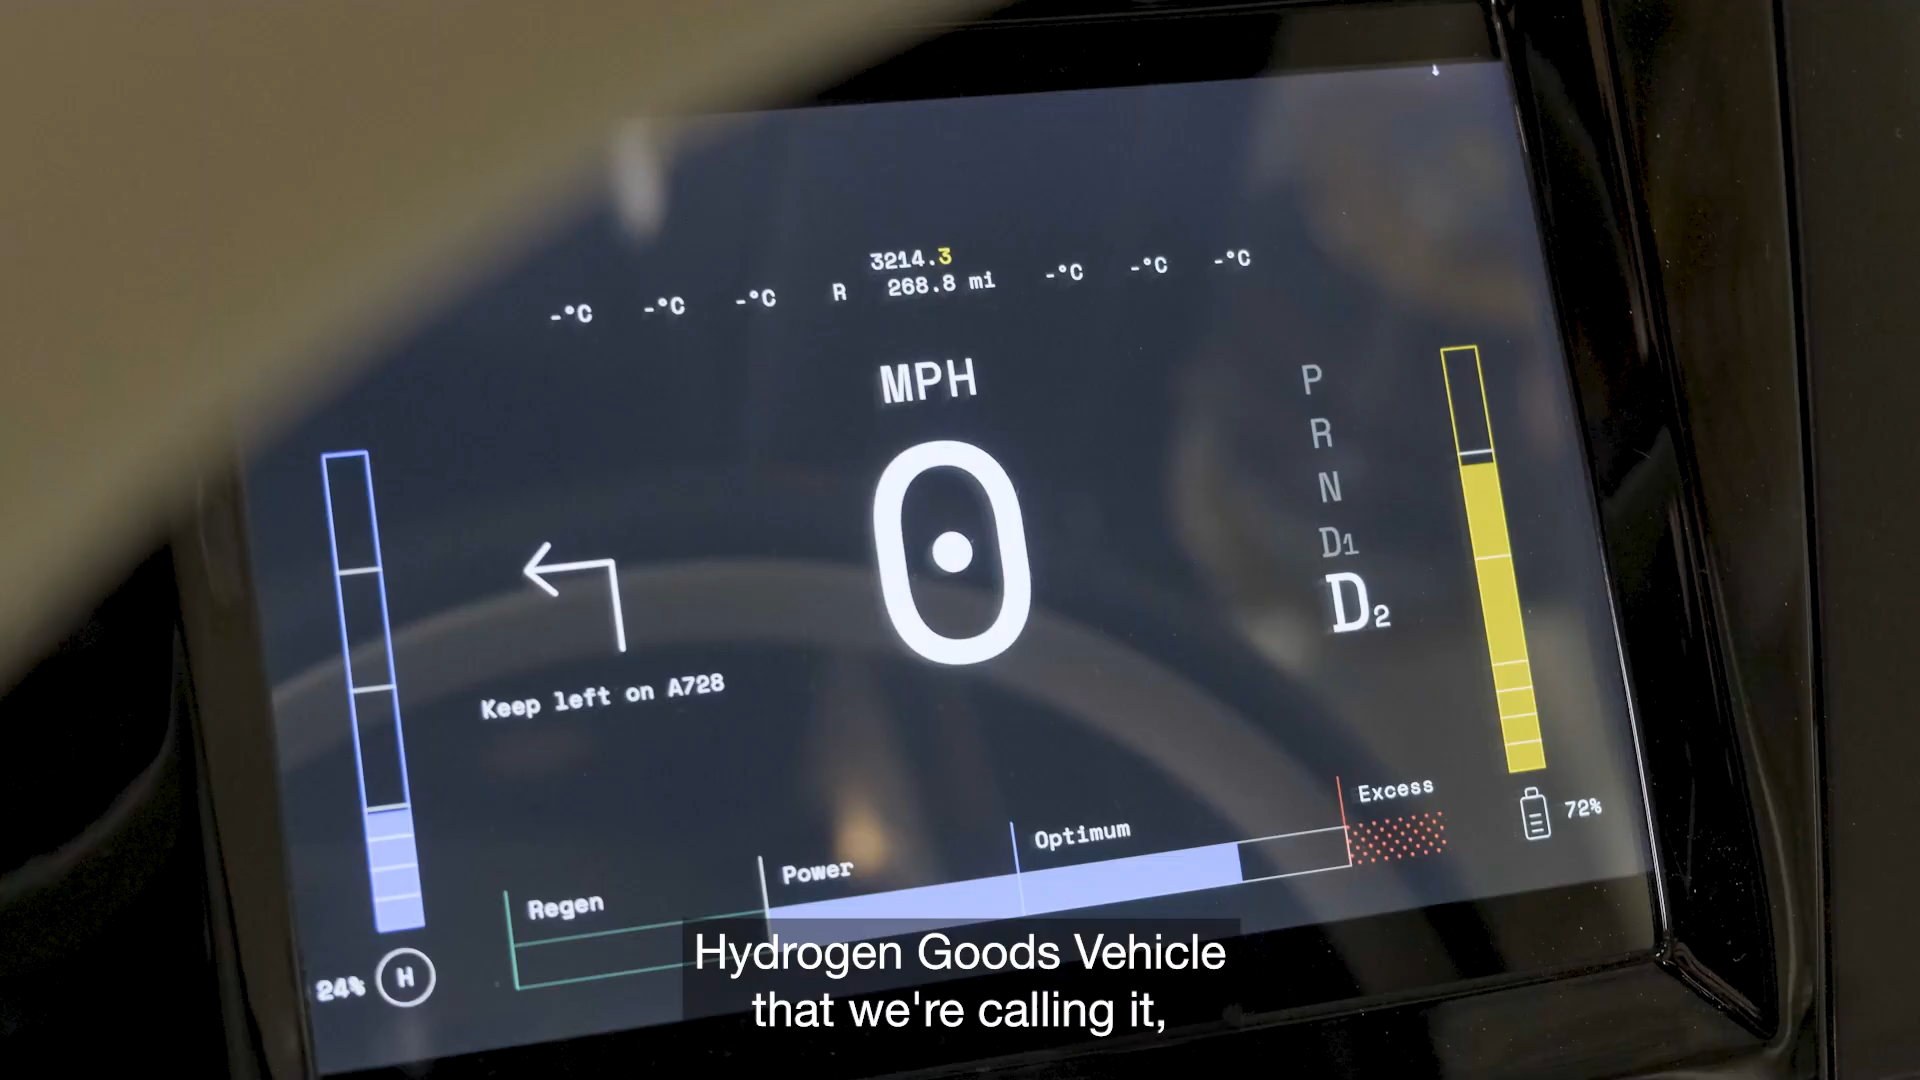 3214.3
-°C -°C -°C R 268.8 mi -°C -°C -°C
MPH
0
P
R
N
D1
D2
Keep left on A728
Regen
Power
Optimum
Excess
72%
24% H
Hydrogen Goods Vehicle
that we're calling it,